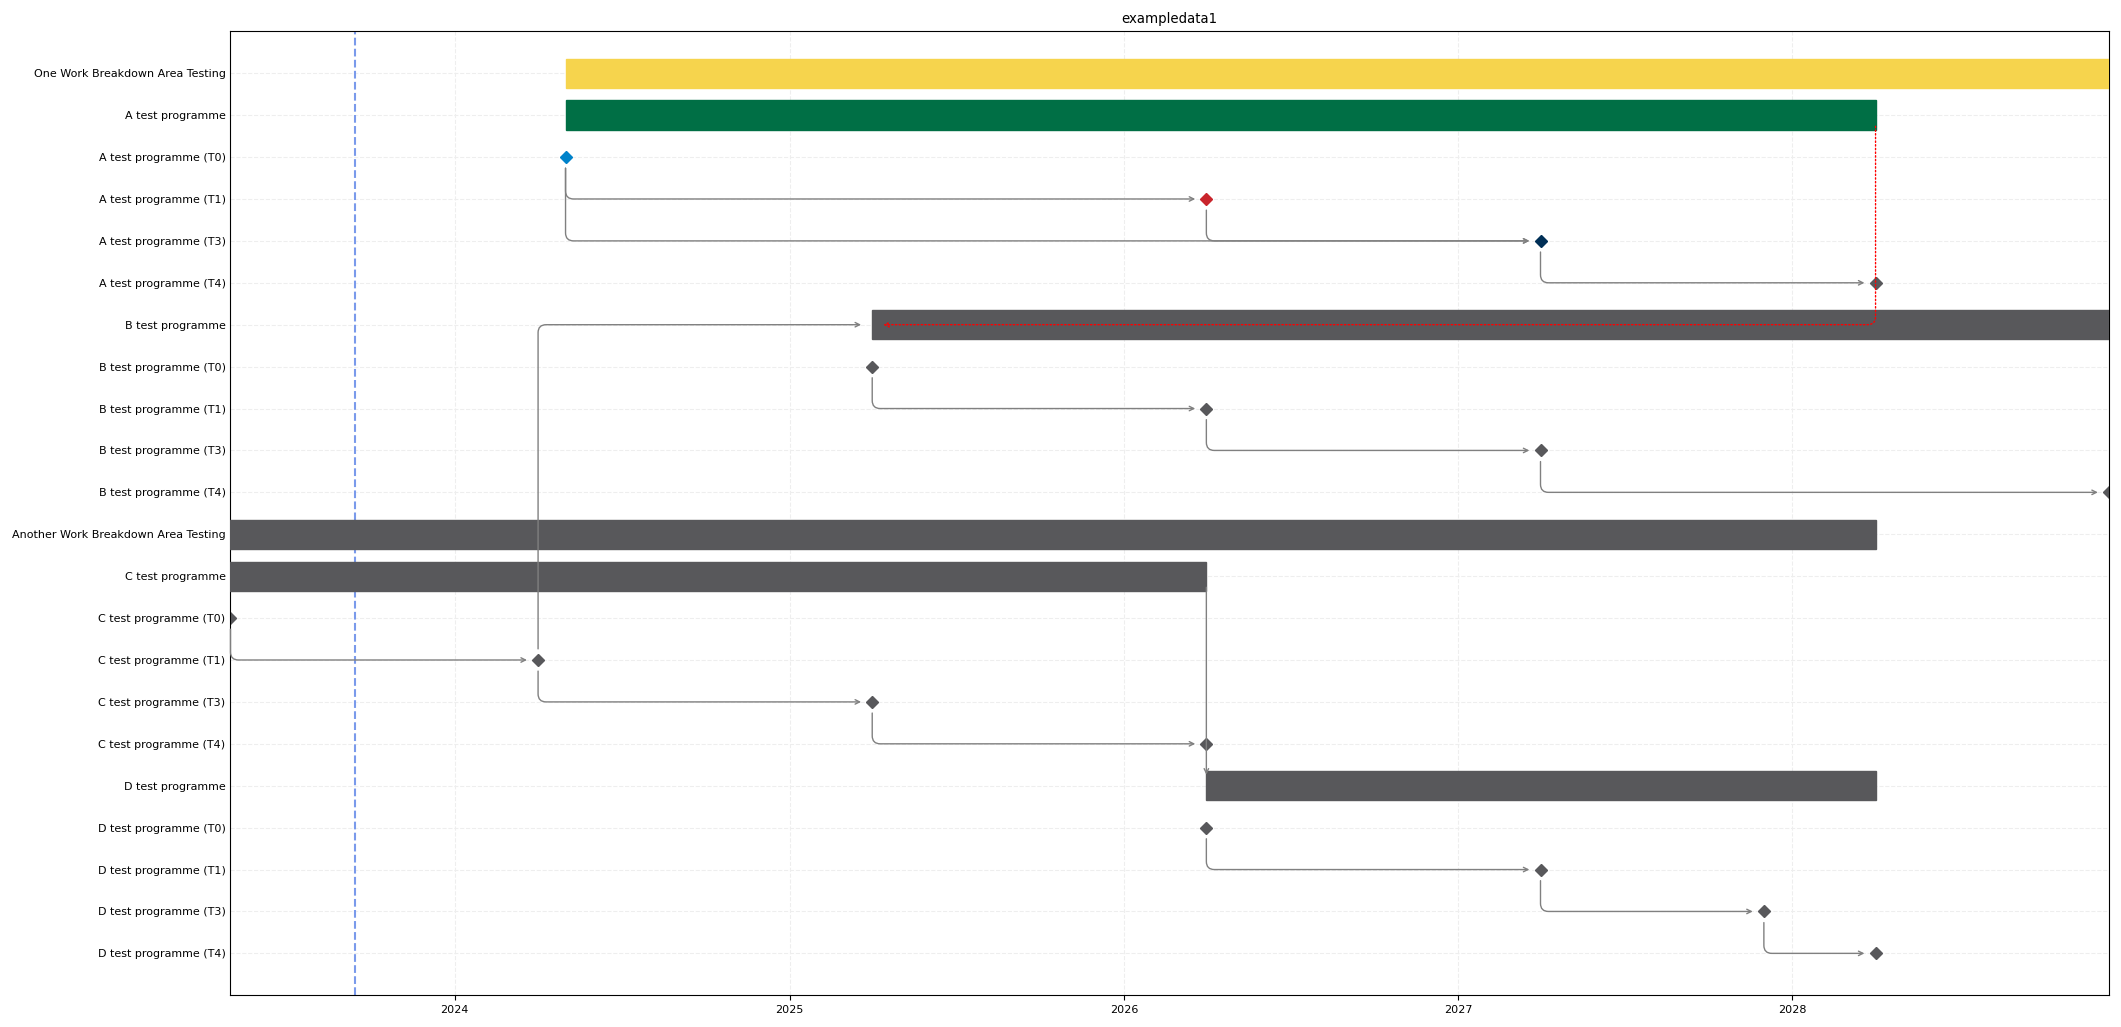 exampledata1
One Work Breakdown Area Testing
A test programme
A test programme (T0)
A test programme (T1)
A test programme (T3)
A test programme (T4)
B test programme
B test programme (T0)
B test programme (T1)
B test programme (T3)
B test programme (T4)
Another Work Breakdown Area Testing
C test programme
C test programme (T0)
C test programme (T1)
C test programme (T3)
C test programme (T4)
D test programme
D test programme (T0)
D test programme (T1)
D test programme (T3)
D test programme (T4)
2024 2025 2026 2027 2028